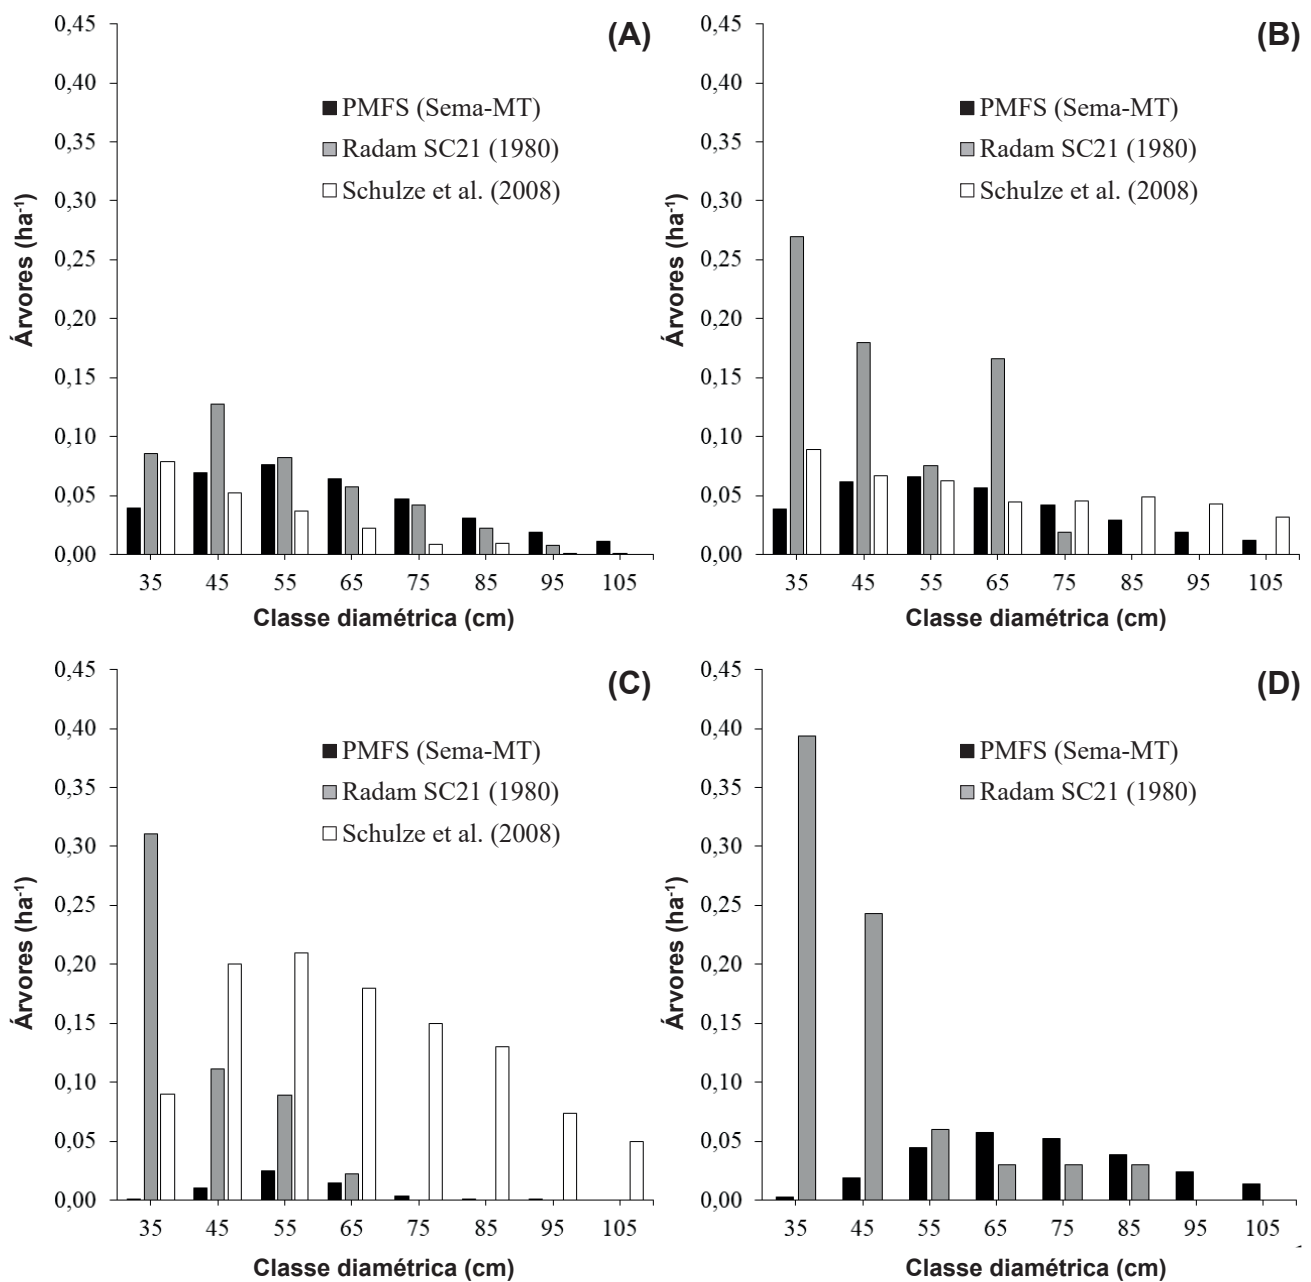 (A)
0,45
0,40
0,35
0,30
0,25
0,20
0,15
0,10
0,05
0,00
Árvores (ha-1)
PMFS (Sema-MT)
Radam SC21 (1980)
Schulze et al. (2008)
35 45 55 65 75 85 95 105
Classe diamétrica (cm)
(B)
0,45
0,40
0,35
0,30
0,25
0,20
0,15
0,10
0,05
0,00
Árvores (ha-1)
PMFS (Sema-MT)
Radam SC21 (1980)
Schulze et al. (2008)
35 45 55 65 75 85 95 105
Classe diamétrica (cm)
(C)
0,45
0,40
0,35
0,30
0,25
0,20
0,15
0,10
0,05
0,00
Árvores (ha-1)
PMFS (Sema-MT)
Radam SC21 (1980)
Schulze et al. (2008)
35 45 55 65 75 85 95 105
Classe diamétrica (cm)
(D)
0,45
0,40
0,35
0,30
0,25
0,20
0,15
0,10
0,05
0,00
Árvores (ha-1)
PMFS (Sema-MT)
Radam SC21 (1980)
35 45 55 65 75 85 95 105
Classe diamétrica (cm)